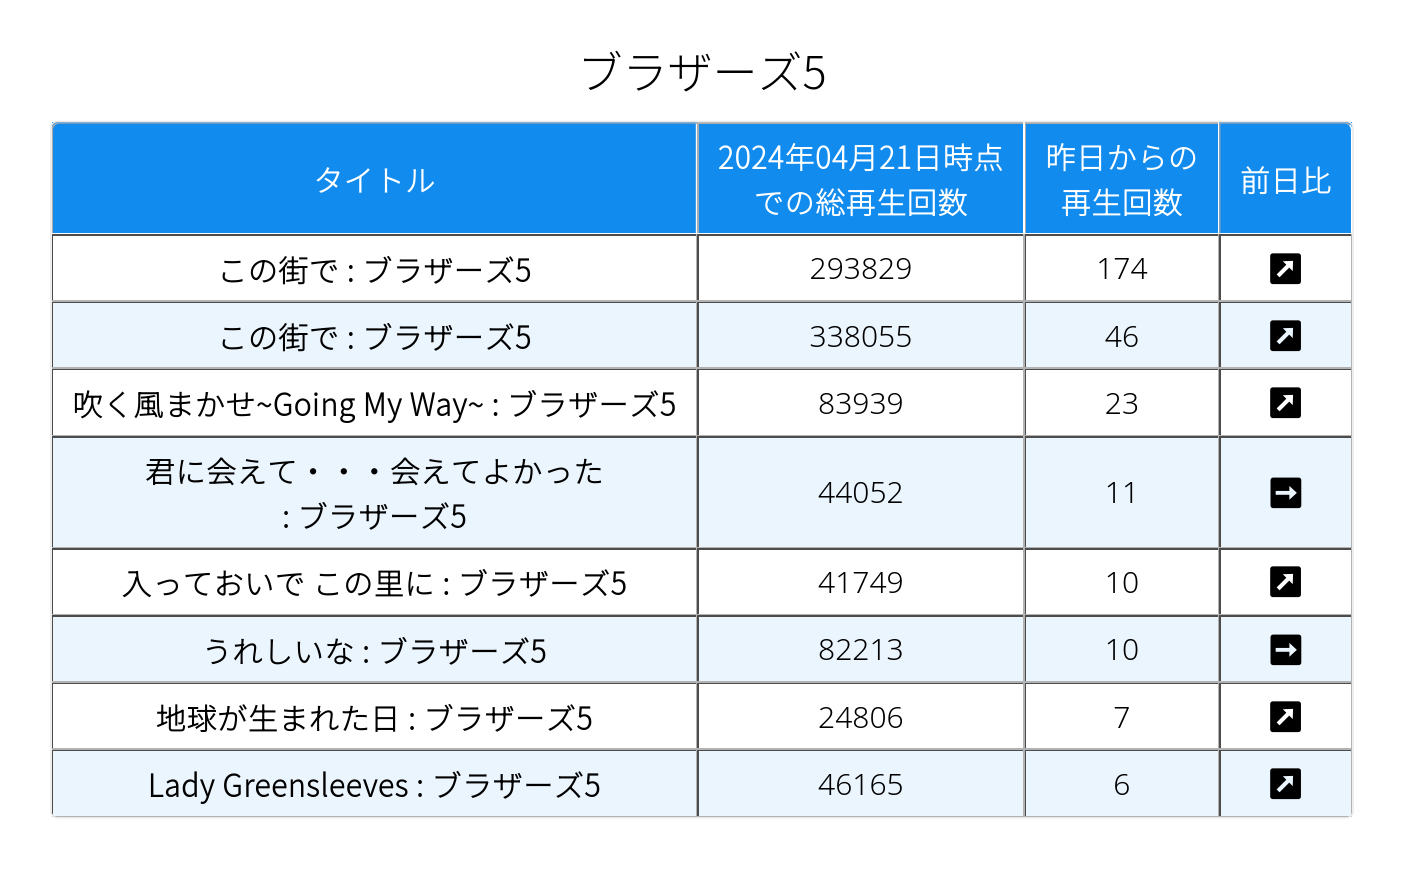 ブラザーズ5
タイトル
2024年04月21日時点
での総再生回数
昨日からの
再生回数
前日比
この街で : ブラザーズ5 293829 174
この街で : ブラザーズ5 338055 46
吹く風まかせ~Going My Way~ : ブラザーズ5 83939 23
君に会えて・・・会えてよかった
: ブラザーズ5 44052 11
入っておいで この里に : ブラザーズ5 41749 10
うれしいな : ブラザーズ5 82213 10
地球が生まれた日 : ブラザーズ5 24806 7
Lady Greensleeves : ブラザーズ5 46165 6